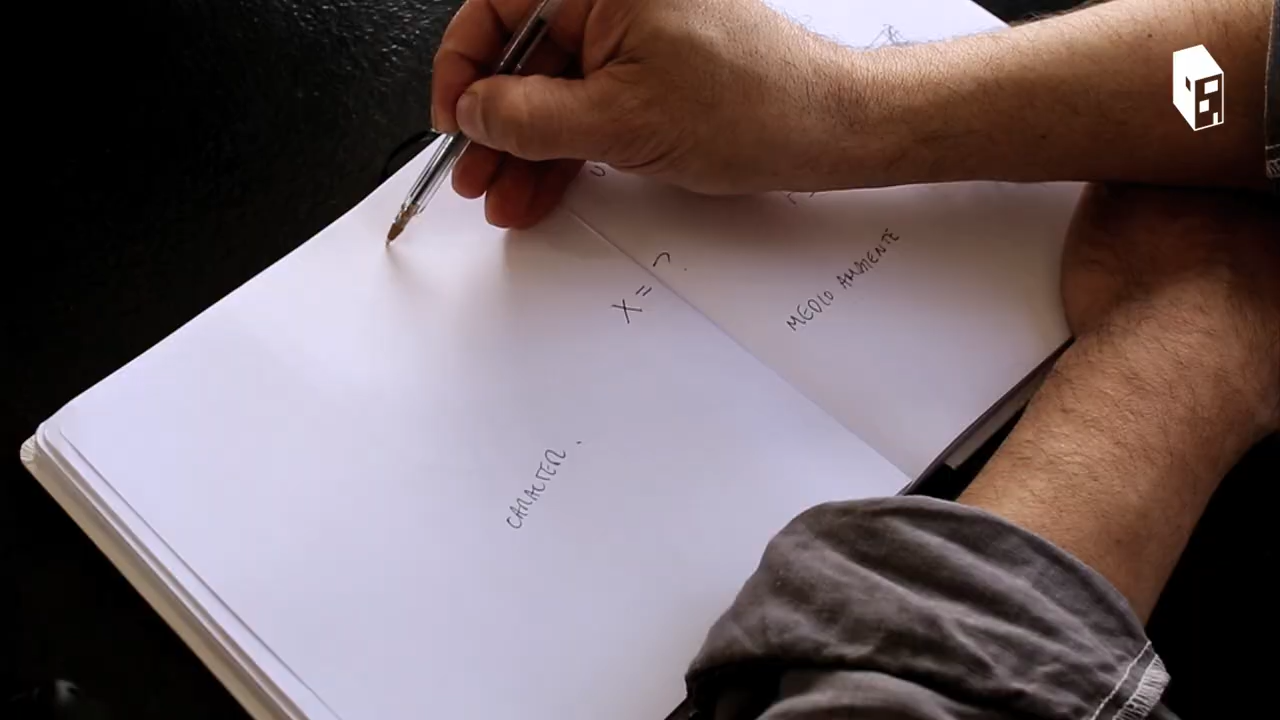 X = ?
MEDIO AMBIENTE
CARACTER.